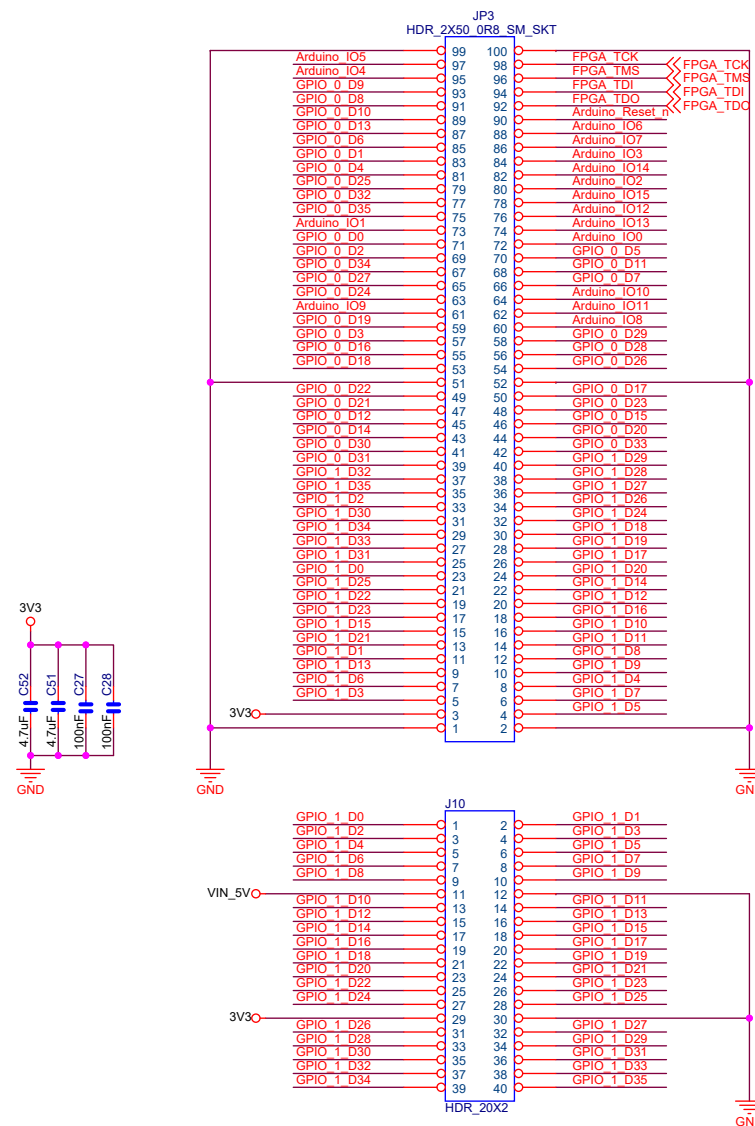 JP3
HDR_2X50_0R8_SM_SKT
99 100
Arduino_IO5 97 98 FPGA_TCK FPGA_TCK
Arduino_IO4 95 96 FPGA_TMS FPGA_TMS
GPIO_0_D9 93 94 FPGA_TDI FPGA_TDI
GPIO_0_D8 91 92 FPGA_TDO FPGA_TDO
GPIO_0_D10 89 90 Arduino_Reset_n
GPIO_0_D13 87 88 Arduino_IO6
GPIO_0_D6 85 86 Arduino_IO7
GPIO_0_D1 83 84 Arduino_IO3
GPIO_0_D4 81 82 Arduino_IO14
GPIO_0_D25 79 80 Arduino_IO2
GPIO_0_D32 77 78 Arduino_IO15
GPIO_0_D35 75 76 Arduino_IO12
Arduino_IO1 73 74 Arduino_IO13
GPIO_0_D0 71 72 Arduino_IO0
GPIO_0_D2 69 70 GPIO_0_D5
GPIO_0_D34 67 68 GPIO_0_D11
GPIO_0_D27 65 66 GPIO_0_D7
GPIO_0_D24 63 64 Arduino_IO10
Arduino_IO9 61 62 Arduino_IO11
GPIO_0_D19 59 60 Arduino_IO8
GPIO_0_D3 57 58 GPIO_0_D29
GPIO_0_D16 55 56 GPIO_0_D28
GPIO_0_D18 53 54 GPIO_0_D26
51 52
GPIO_0_D22 49 50 GPIO_0_D17
GPIO_0_D21 47 48 GPIO_0_D23
GPIO_0_D12 45 46 GPIO_0_D15
GPIO_0_D14 43 44 GPIO_0_D20
GPIO_0_D30 41 42 GPIO_0_D33
GPIO_0_D31 39 40 GPIO_1_D29
GPIO_1_D32 37 38 GPIO_1_D28
GPIO_1_D35 35 36 GPIO_1_D27
GPIO_1_D2 33 34 GPIO_1_D26
GPIO_1_D30 31 32 GPIO_1_D24
GPIO_1_D34 29 30 GPIO_1_D18
GPIO_1_D33 27 28 GPIO_1_D19
GPIO_1_D31 25 26 GPIO_1_D17
GPIO_1_D0 23 24 GPIO_1_D20
GPIO_1_D25 21 22 GPIO_1_D14
GPIO_1_D22 19 20 GPIO_1_D12
GPIO_1_D23 17 18 GPIO_1_D16
GPIO_1_D15 15 16 GPIO_1_D10
GPIO_1_D21 13 14 GPIO_1_D11
GPIO_1_D1 11 12 GPIO_1_D8
GPIO_1_D13 9 10 GPIO_1_D9
GPIO_1_D6 7 8 GPIO_1_D4
GPIO_1_D3 5 6 GPIO_1_D7
3V3 3 4 GPIO_1_D5
1 2
GND GN
3V3
C52 C51 C27 C28
4.7uF 4.7uF 100nF 100nF
GND
J10
GPIO_1_D0 1 2 GPIO_1_D1
GPIO_1_D2 3 4 GPIO_1_D3
GPIO_1_D4 5 6 GPIO_1_D5
GPIO_1_D6 7 8 GPIO_1_D7
GPIO_1_D8 9 10 GPIO_1_D9
VIN_5V 11 12
GPIO_1_D10 13 14 GPIO_1_D11
GPIO_1_D12 15 16 GPIO_1_D13
GPIO_1_D14 17 18 GPIO_1_D15
GPIO_1_D16 19 20 GPIO_1_D17
GPIO_1_D18 21 22 GPIO_1_D19
GPIO_1_D20 23 24 GPIO_1_D21
GPIO_1_D22 25 26 GPIO_1_D23
GPIO_1_D24 27 28 GPIO_1_D25
3V3 29 30
GPIO_1_D26 31 32 GPIO_1_D27
GPIO_1_D28 33 34 GPIO_1_D29
GPIO_1_D30 35 36 GPIO_1_D31
GPIO_1_D32 37 38 GPIO_1_D33
GPIO_1_D34 39 40 GPIO_1_D35
HDR_20X2
GN